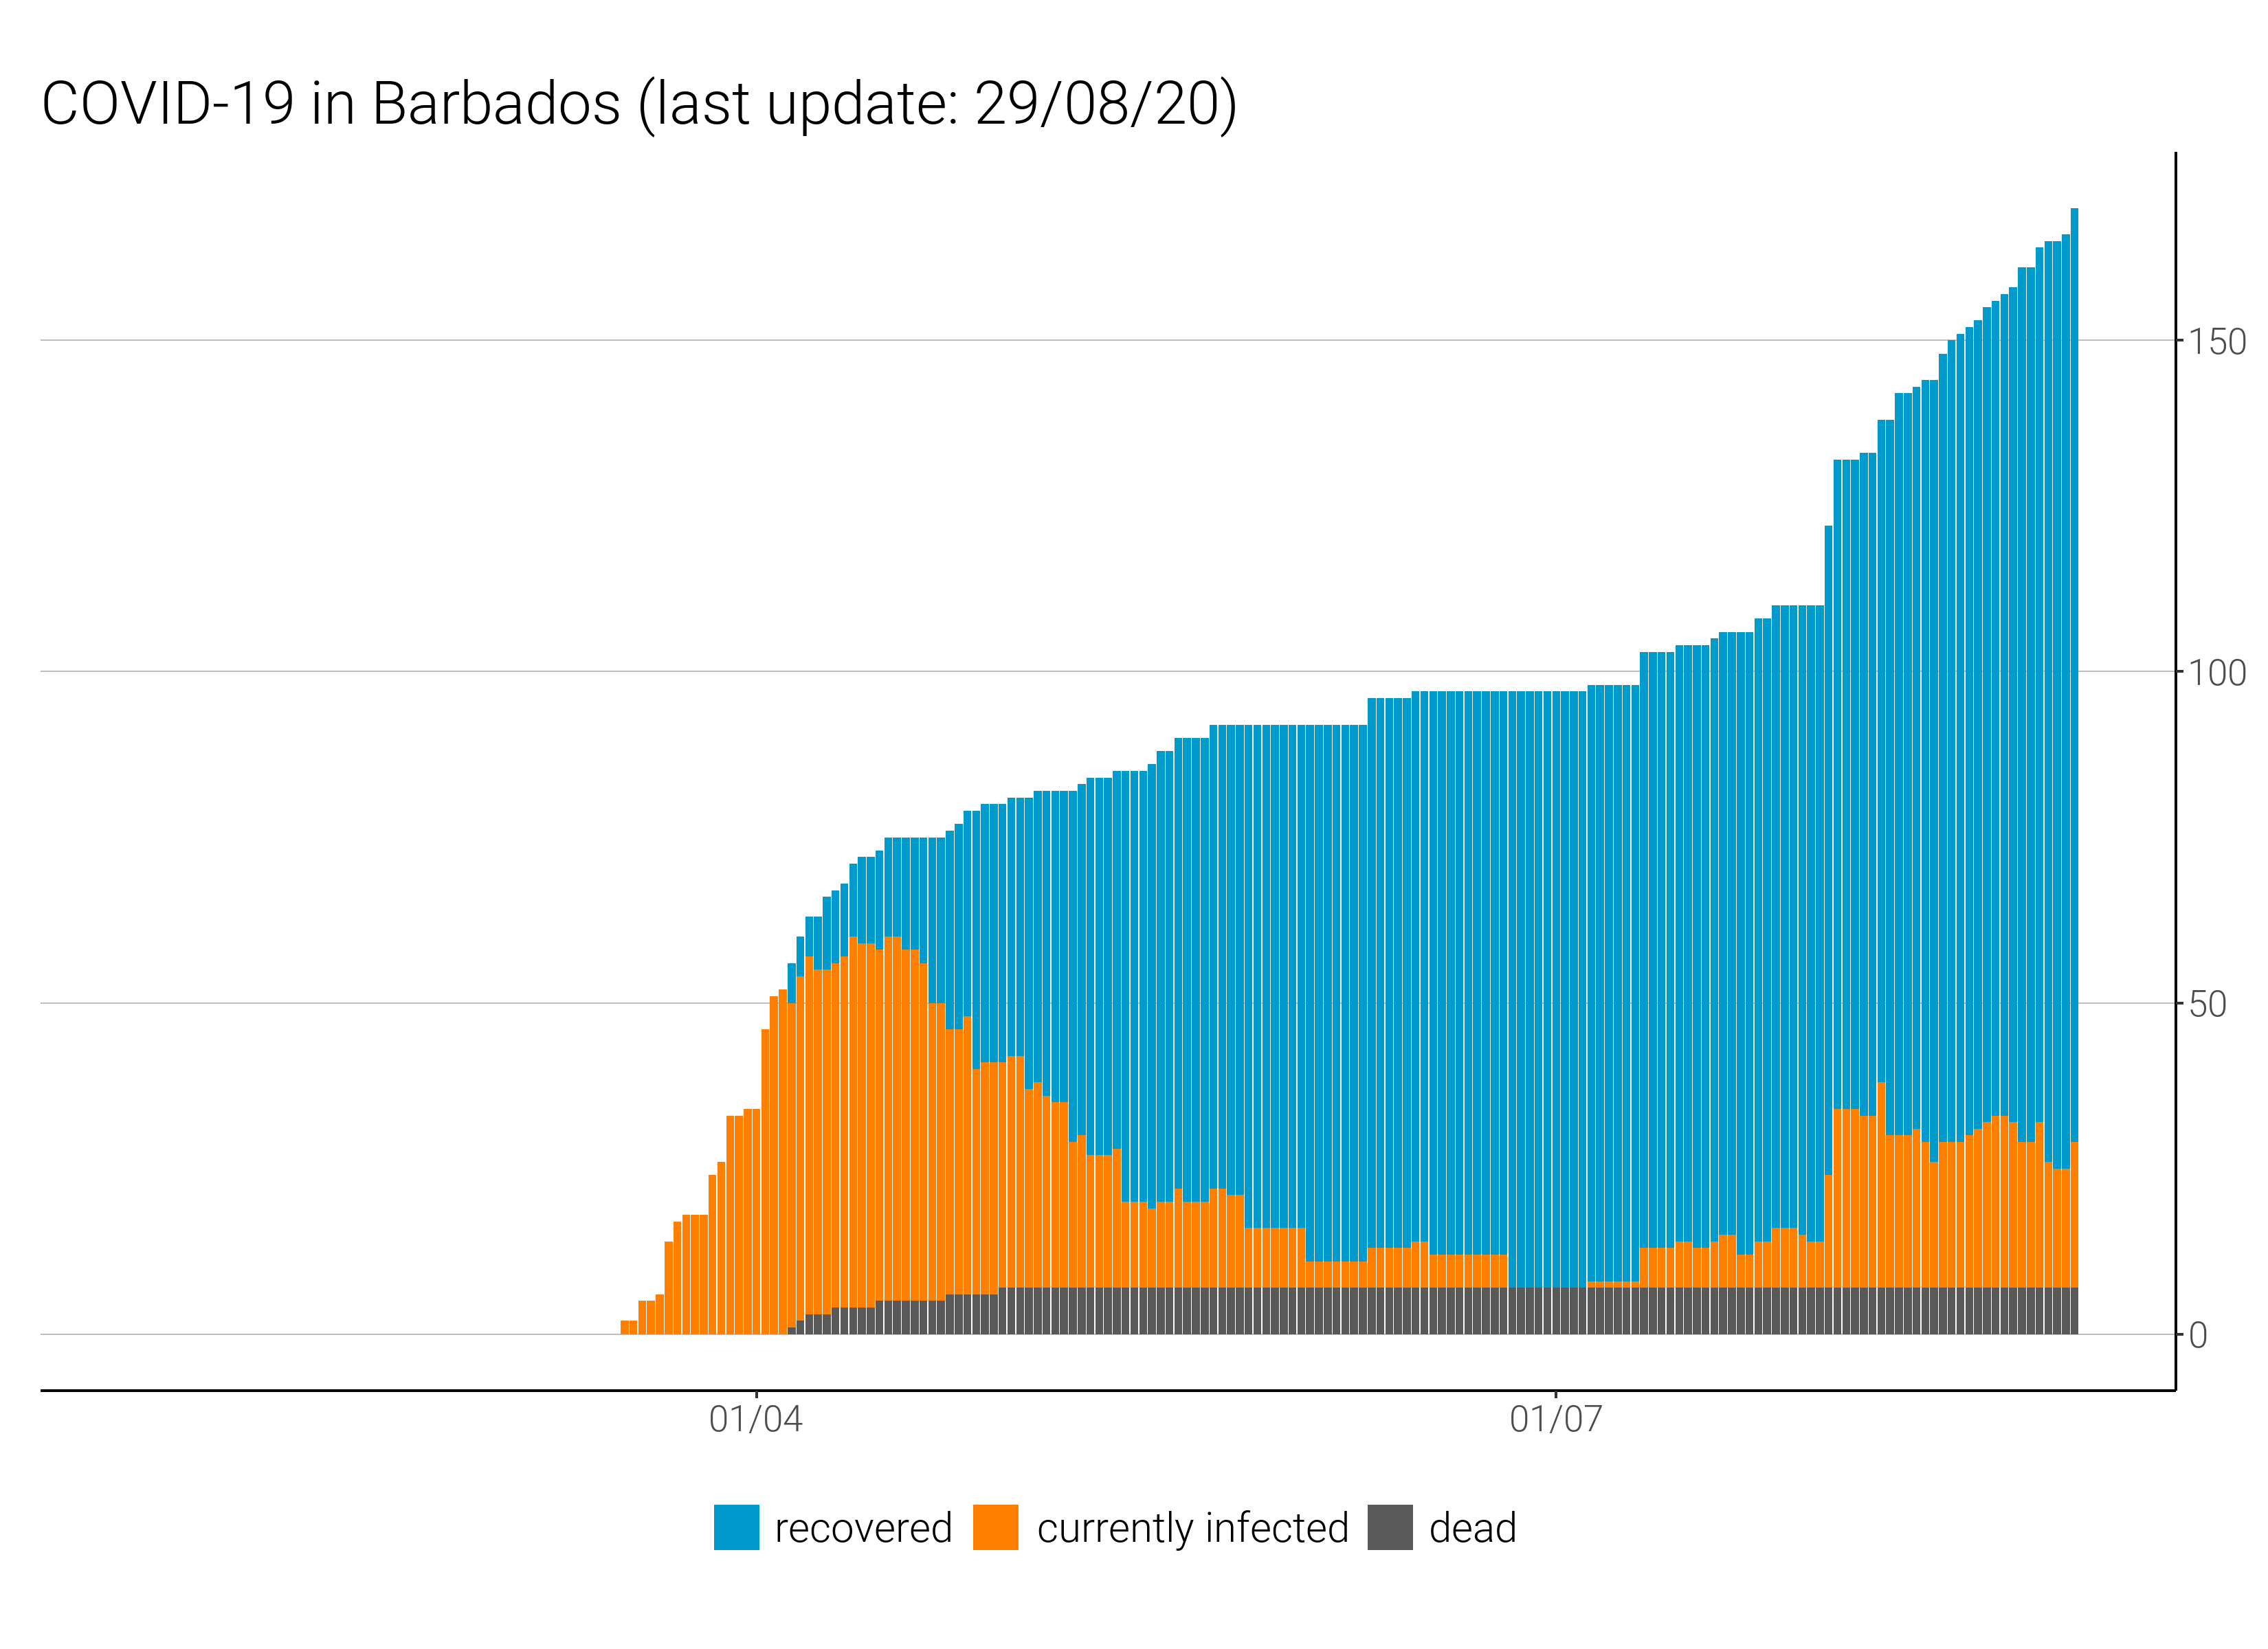 COVID-19 in Barbados (last update: 29/08/20)
150
100
50
0
01/04 01/07
recovered currently infected dead